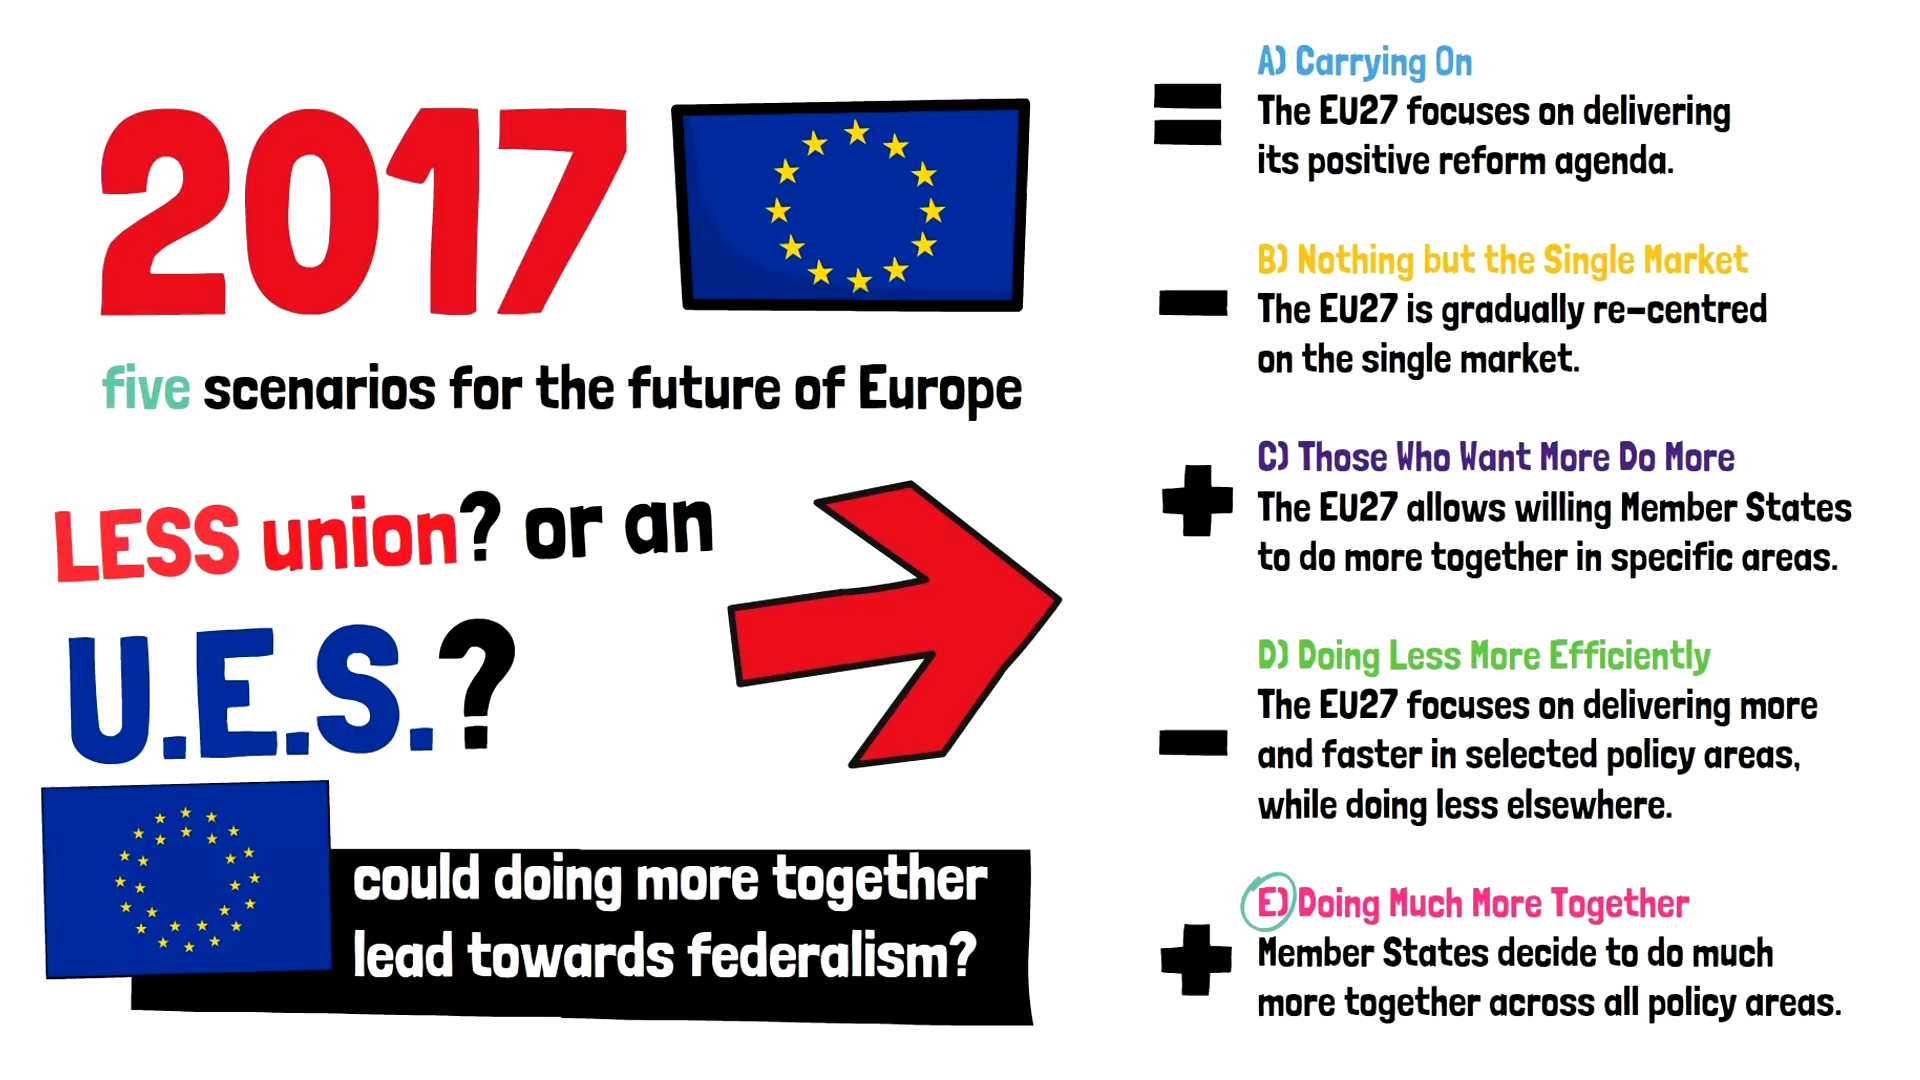 2017
five scenarios for the future of Europe
LESS union? or an
U.E.S.?
could doing more together
lead towards federalism?
A) Carrying On
The EU27 focuses on delivering
its positive reform agenda.
B) Nothing but the Single Market
The EU27 is gradually re-centred
on the single market.
C) Those Who Want More Do More
The EU27 allows willing Member States
to do more together in specific areas.
D) Doing Less More Efficiently
The EU27 focuses on delivering more
and faster in selected policy areas,
while doing less elsewhere.
E) Doing Much More Together
Member States decide to do much
more together across all policy areas.